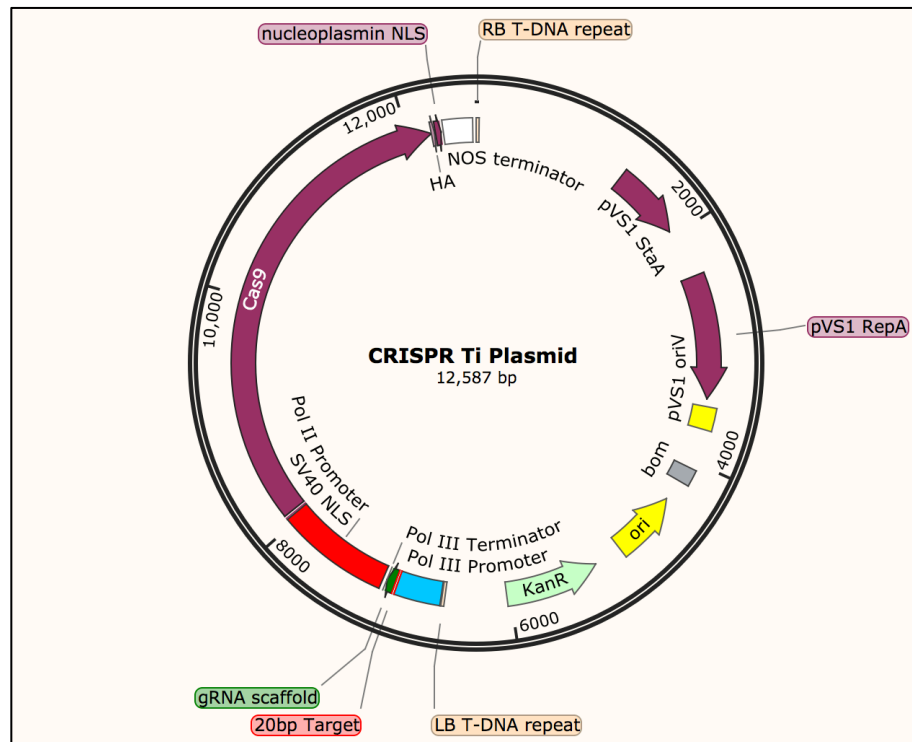 nucleoplasmin NLS
RB T-DNA repeat
12,000
NOS terminator
HA
2000
pVS1 StaA
Cas9
10,000
pVS1 RepA
CRISPR Ti Plasmid
12,587 bp
pVS1 oriV
4000
bom
Pol II Promoter
SV40 NLS
ori
8000
Pol III Terminator
Pol III Promoter
KanR
6000
gRNA scaffold
20bp Target
LB T-DNA repeat